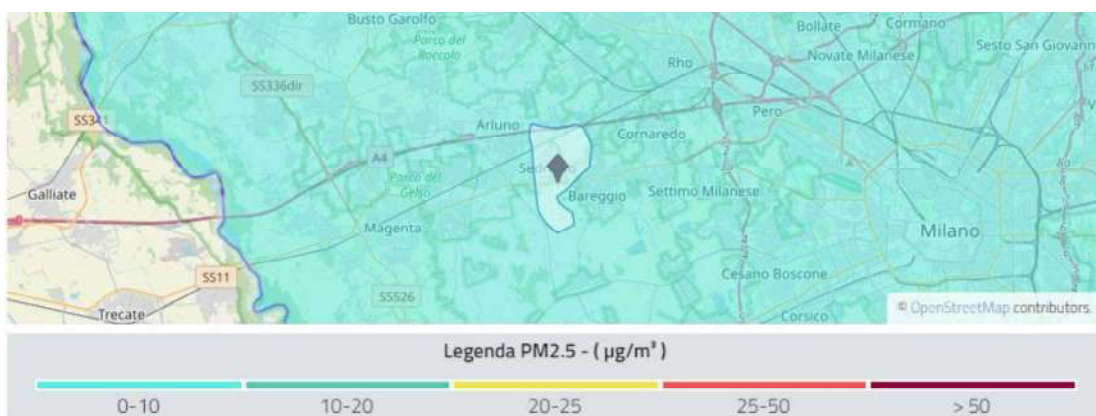 Busto Garolfo
Bollate
Cormano
Parco del
Roccolo
Sesto San Giovann
Novate Milanese
Rho
SS336dir
Pero
SS341
Arluno
Cornaredo
A4
Parco del
Gelso
Galliate
Bareggio
Settimo Milanese
Magenta
Milano
SS11
Cesano Boscone
SS526
Trecate
Corsico
© OpenStreetMap contributors.
Legenda PM2.5 - ( µg/m³ )
0-10 10-20 20-25 25-50 > 50